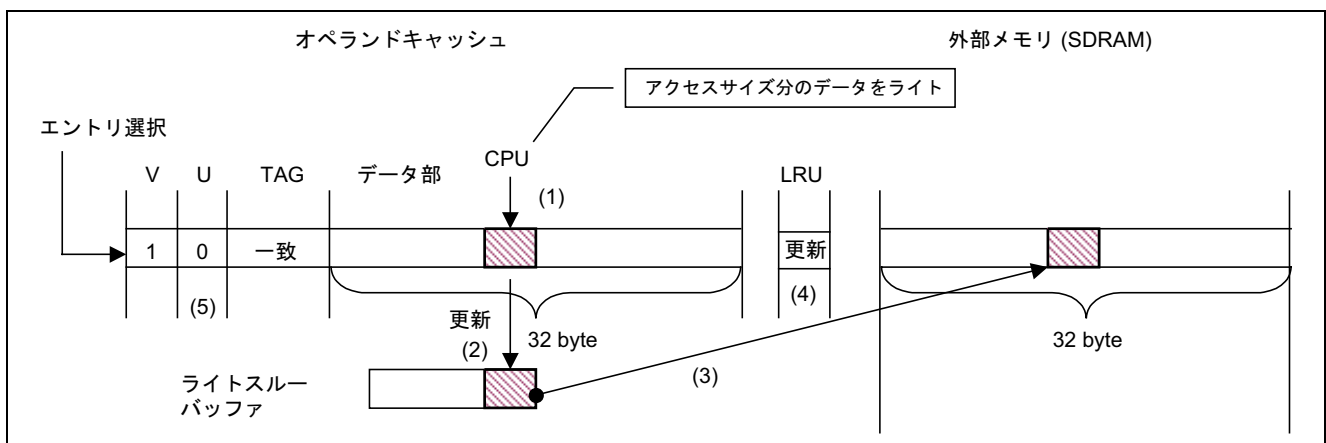 オペランドキャッシュ
外部メモリ (SDRAM)
アクセスサイズ分のデータをライト
エントリ選択
CPU
V U TAG データ部
LRU
(1)
1 0 一致
更新
(5)
(4)
更新
(2)
32 byte
32 byte
(3)
ライトスルー
バッファ